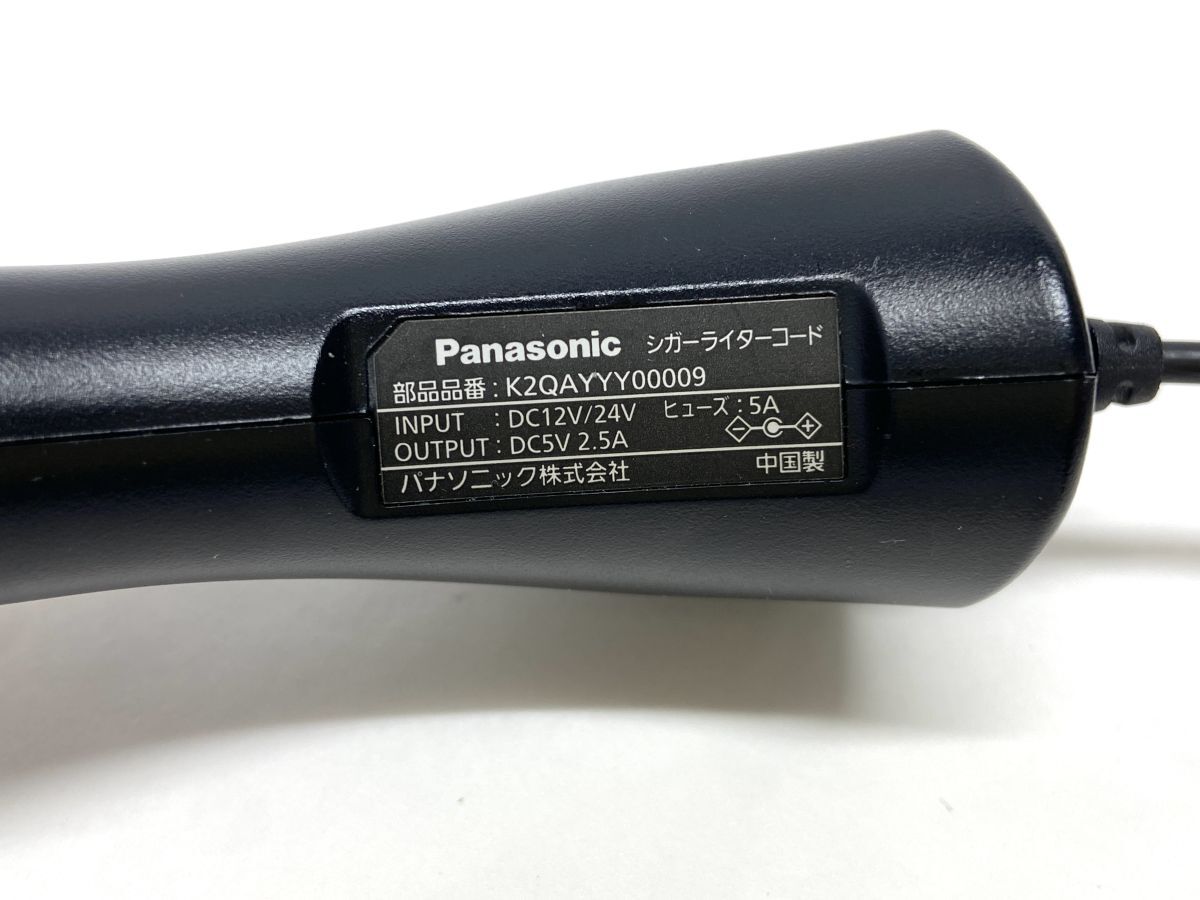 Panasonic シガーライターコード
部品品番：K2QAYYY00009
INPUT : DC12V/24V ヒューズ：5A
OUTPUT : DC5V 2.5A
パナソニック株式会社 中国製